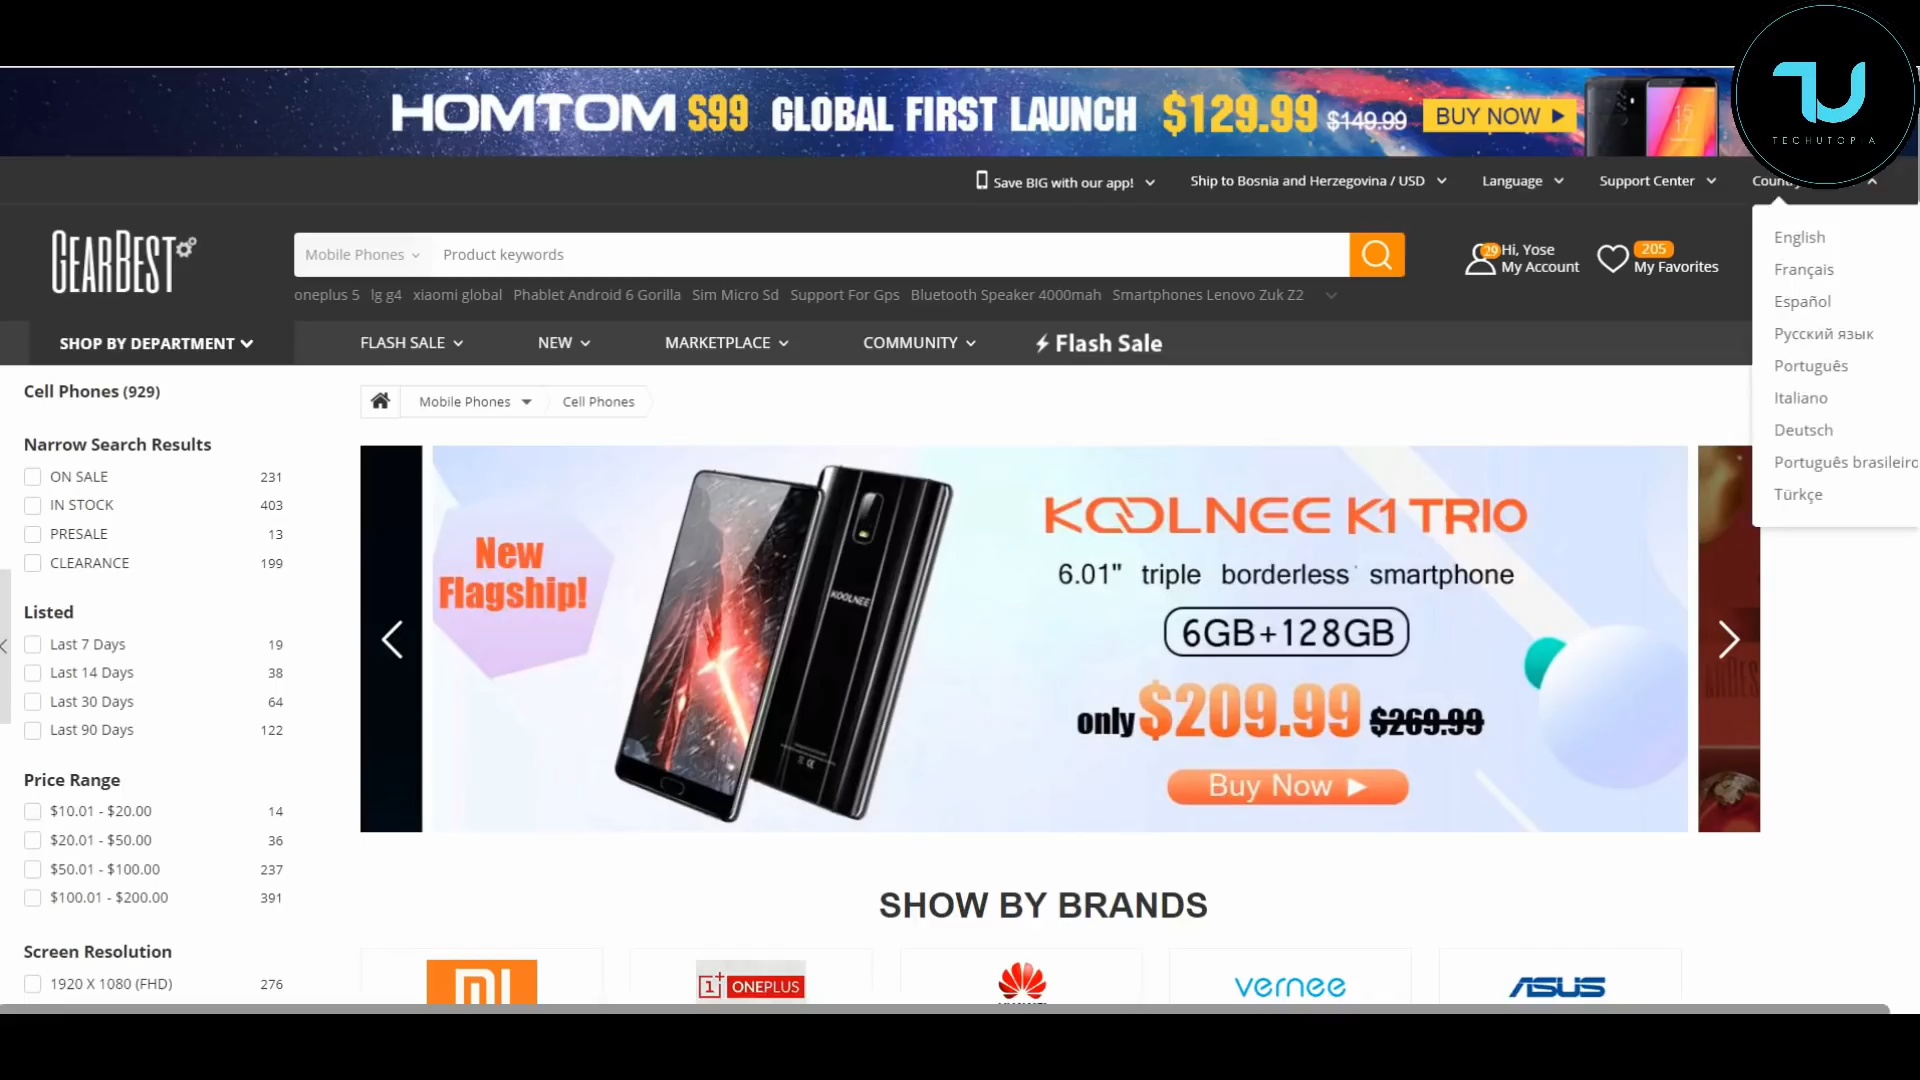 HOMTOM S99 GLOBAL FIRST LAUNCH $129.99 $149.99 BUY NOW
TECHUTOPIA
Save BIG with our app! Ship to Bosnia and Herzegovina / USD Language Support Center
English
Français
Español
Русский язык
Português
Italiano
Deutsch
Português brasileiro
Türkçe
GEARBEST
Mobile Phones Product keywords
29 Hi, Yose
My Account
205
My Favorites
oneplus 5 lg g4 xiaomi global Phablet Android 6 Gorilla Sim Micro Sd Support For Gps Bluetooth Speaker 4000mah Smartphones Lenovo Zuk Z2
SHOP BY DEPARTMENT FLASH SALE NEW MARKETPLACE COMMUNITY Flash Sale
Cell Phones (929)
Narrow Search Results
ON SALE 231
IN STOCK 403
PRESALE 13
CLEARANCE 199
Listed
Last 7 Days 19
Last 14 Days 38
Last 30 Days 64
Last 90 Days 122
Price Range
$10.01 - $20.00 14
$20.01 - $50.00 36
$50.01 - $100.00 237
$100.01 - $200.00 391
Screen Resolution
1920 X 1080 (FHD) 276
Mobile Phones Cell Phones
New
Flagship!
KOOLNEE
KOOLNEE K1 TRIO
6.01" triple borderless smartphone
6GB+128GB
only $209.99 $269.99
Buy Now
SHOW BY BRANDS
MI
ONEPLUS
vernee
ASUS